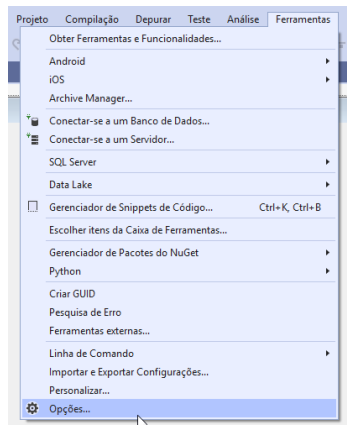 Projeto Compilação Depurar Teste Análise Ferramentas
Obter Ferramentas e Funcionalidades...
Android
iOS
Archive Manager...
Conectar-se a um Banco de Dados...
Conectar-se a um Servidor...
SQL Server
Data Lake
Gerenciador de Snippets de Código... Ctrl+K, Ctrl+B
Escolher itens da Caixa de Ferramentas...
Gerenciador de Pacotes do NuGet
Python
Criar GUID
Pesquisa de Erro
Ferramentas externas...
Linha de Comando
Importar e Exportar Configurações...
Personalizar...
Opções...